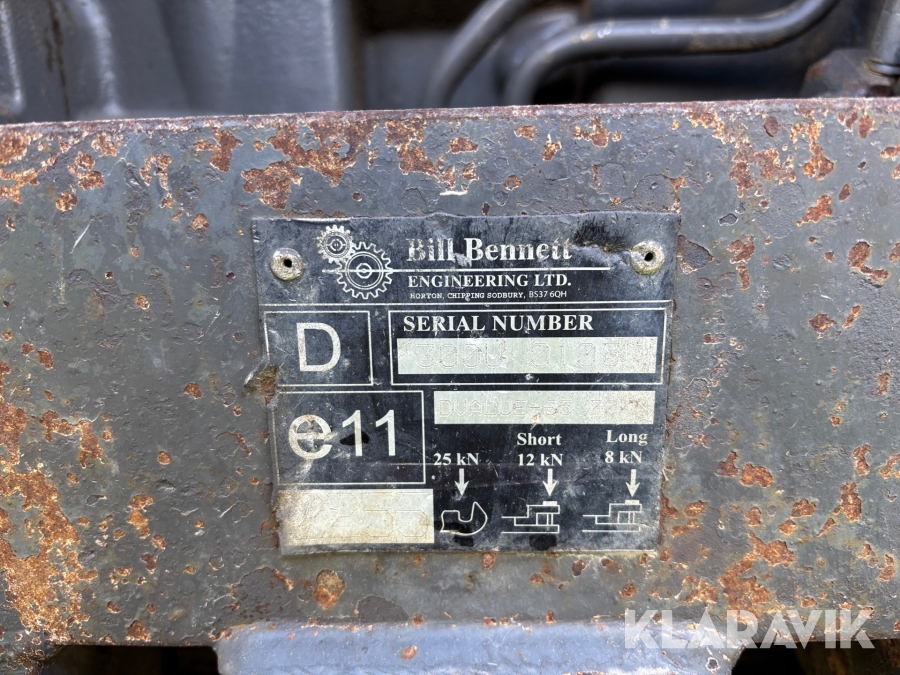 Bill Bennett
ENGINEERING LTD.
HORTON, CHIPPING SODBURY, BS37 6QH
D
SERIAL NUMBER
e11
25 kN
Short
12 kN
Long
8 kN
KLARAVIK